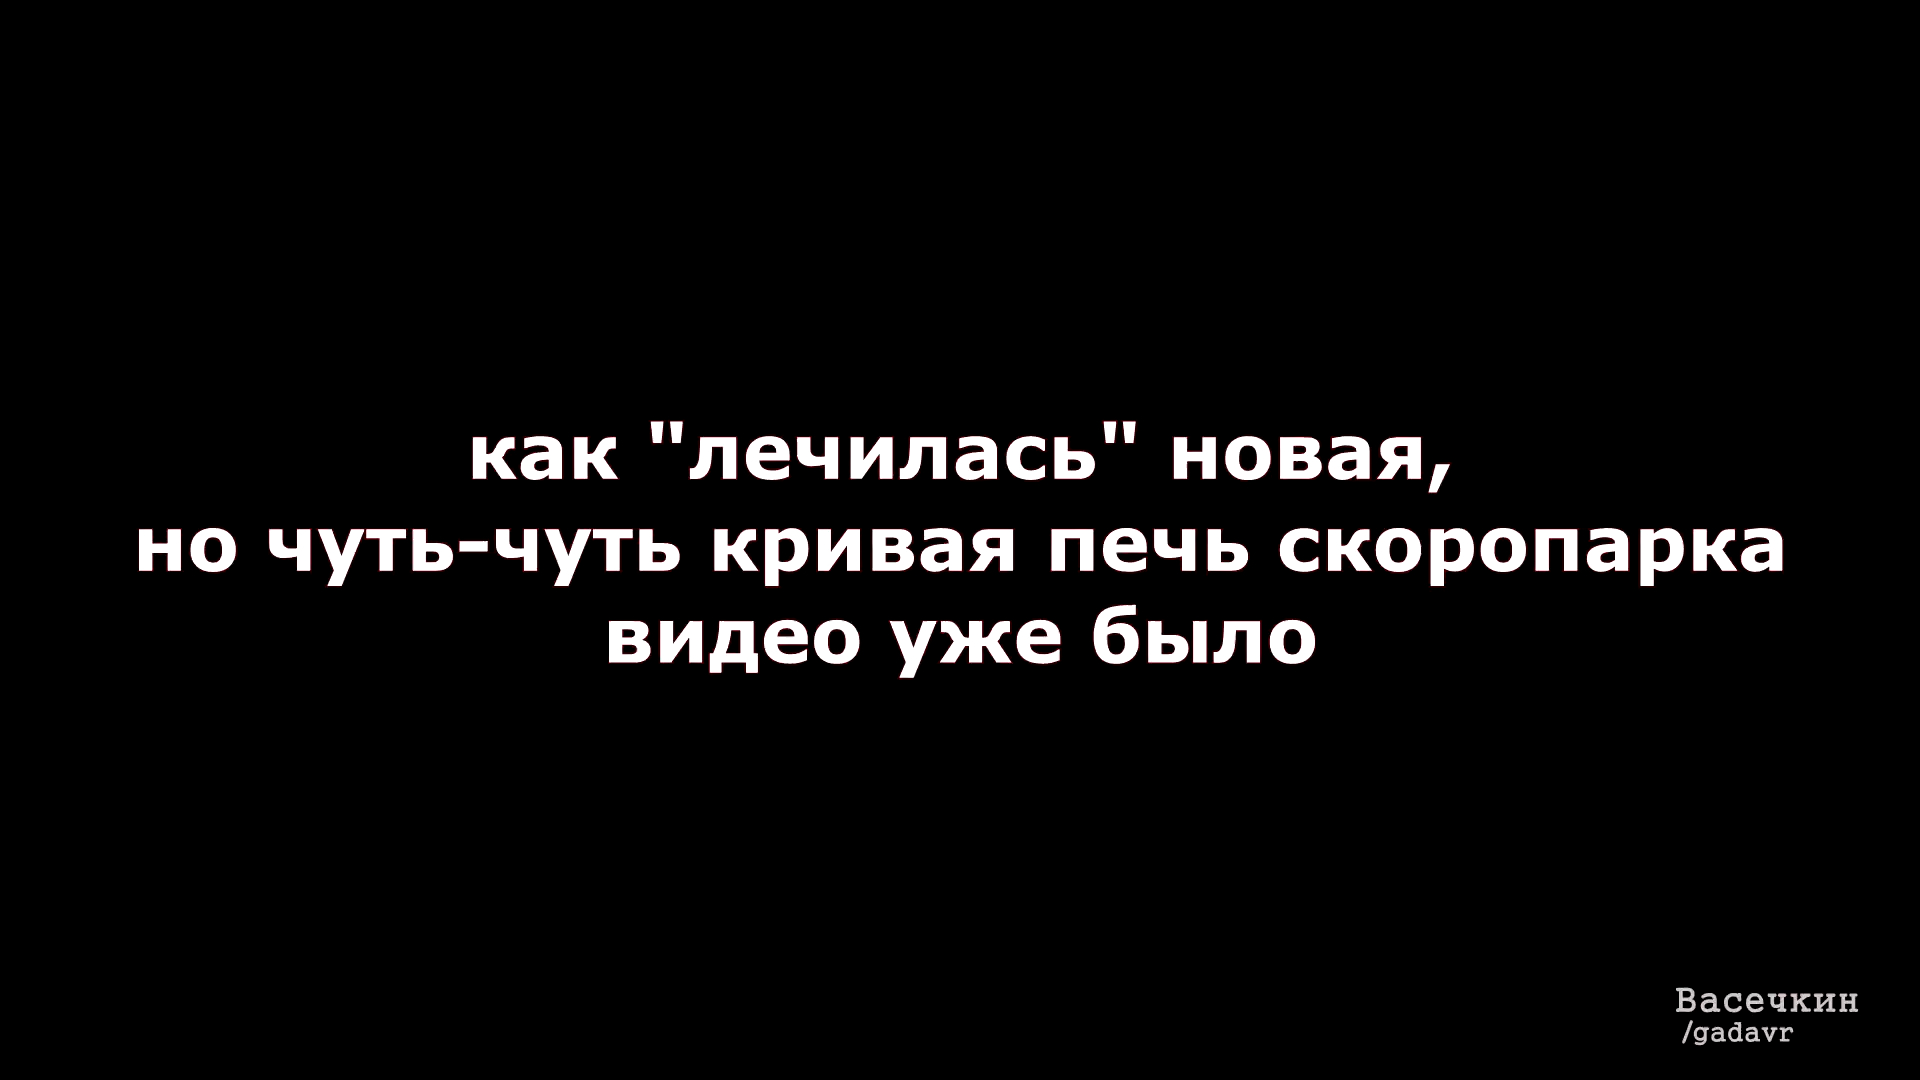 как "лечилась" новая,
но чуть-чуть кривая печь скоропарка
видео уже было
Васечкин
/gadavr